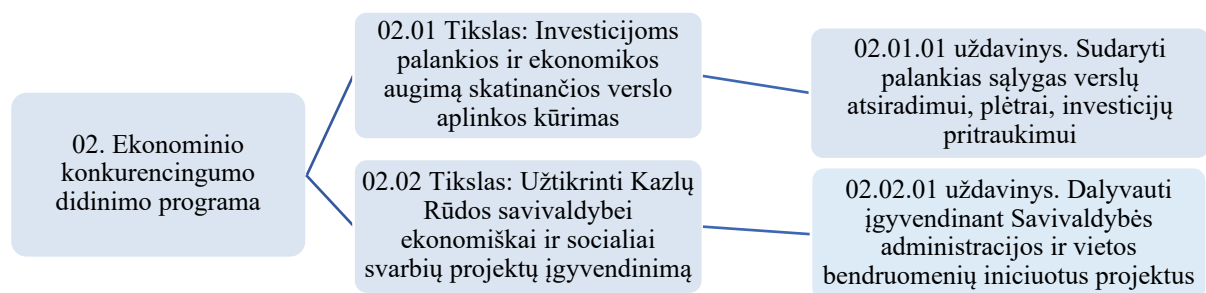 02. Ekonominio
konkurencingumo
didinimo programa
02.01 Tikslas: Investicijoms
palankios ir ekonomikos
augimą skatinančios verslo
aplinkos kūrimas
02.01.01 uždavinys. Sudaryti
palankias sąlygas verslų
atsiradimui, plėtrai, investicijų
pritraukimui
02.02 Tikslas: Užtikrinti Kazlų
Rūdos savivaldybei
ekonomiškai ir socialiai
svarbių projektų įgyvendinimą
02.02.01 uždavinys. Dalyvauti
įgyvendinant Savivaldybės
administracijos ir vietos
bendruomenių iniciuotus projektus